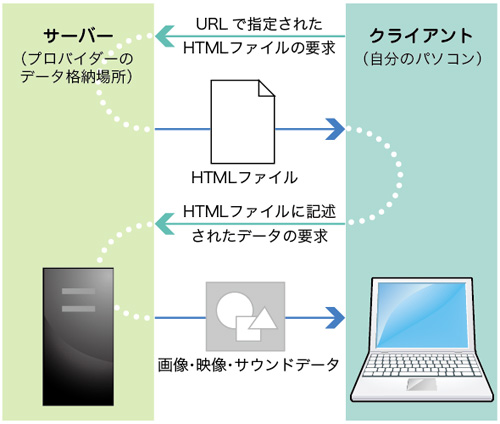 サーバー
（プロバイダーの
データ格納場所）
URLで指定された
HTMLファイルの要求
クライアント
（自分のパソコン）
HTMLファイル
HTMLファイルに記述
されたデータの要求
画像・映像・サウンドデータ